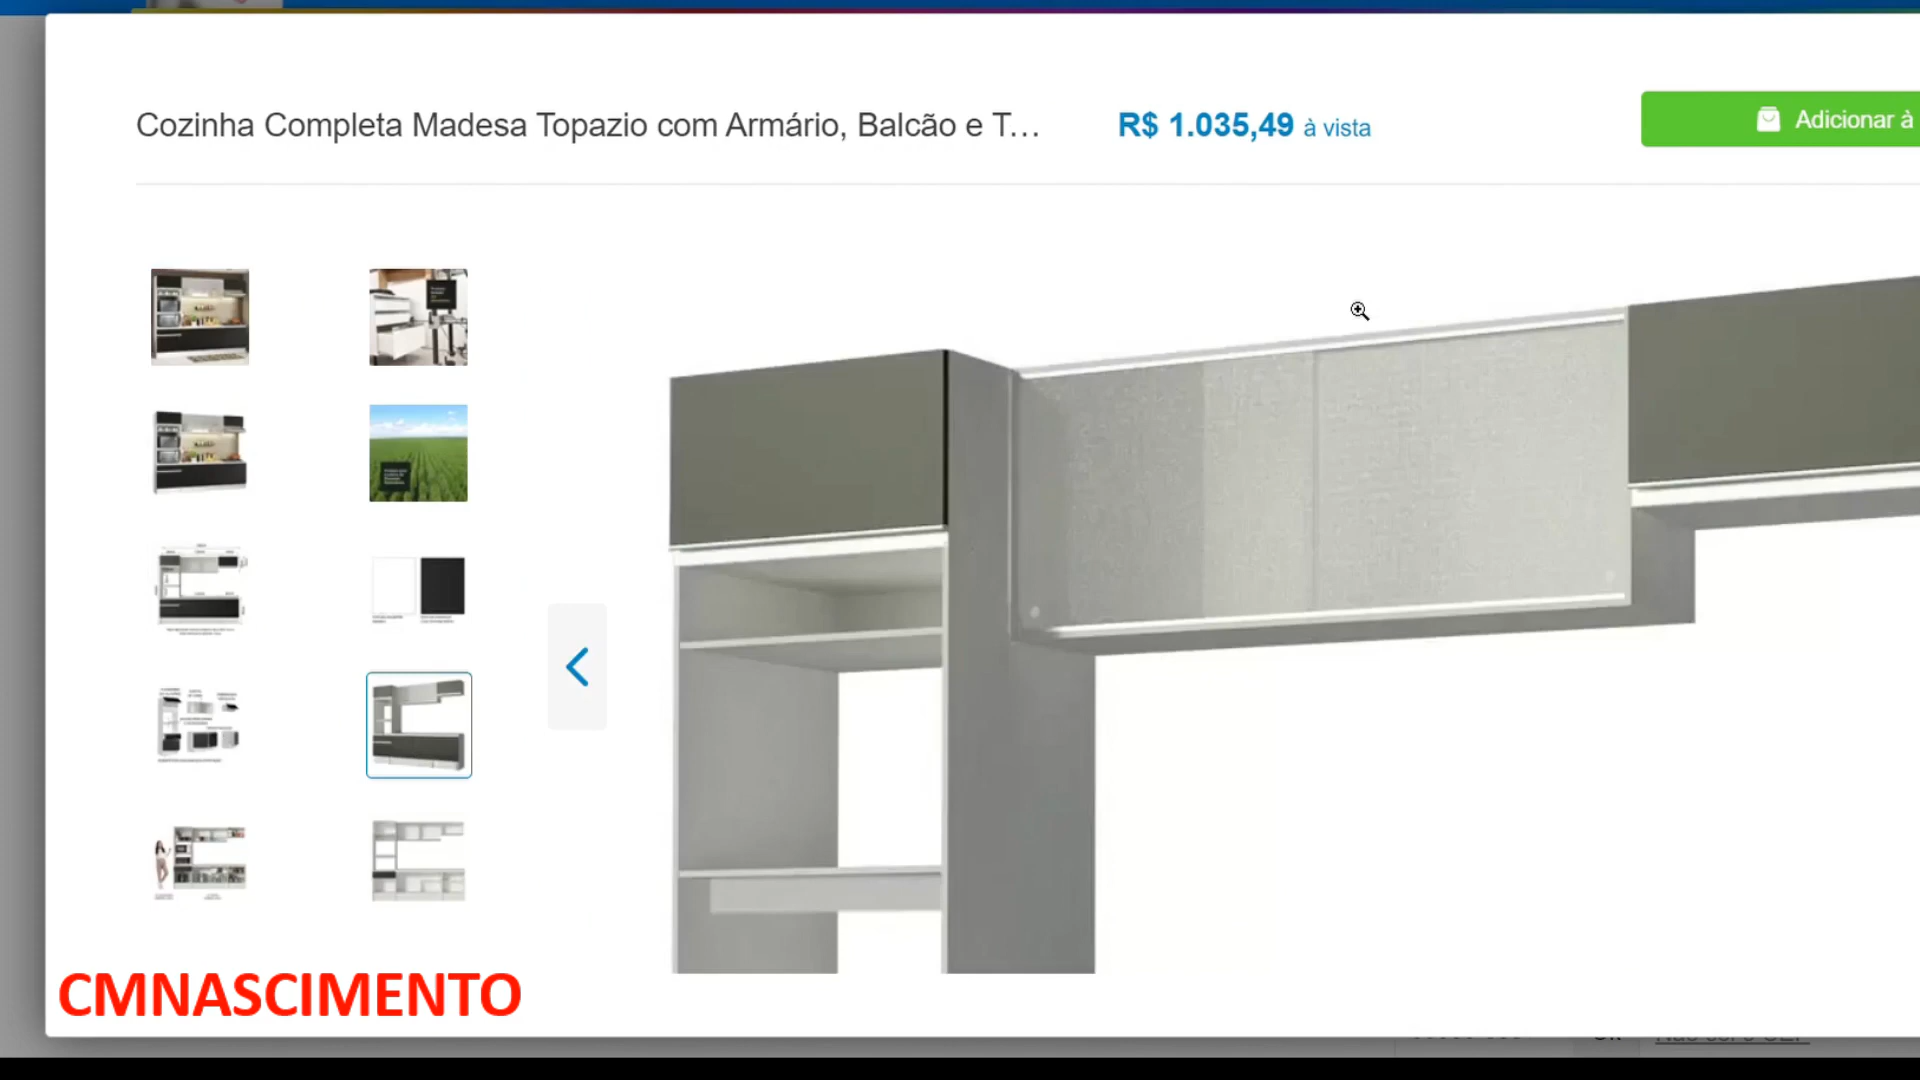 Cozinha Completa Madesa Topazio com Armário, Balcão e T...
R$ 1.035,49 à vista
Adicionar à
CMNASCIMENTO